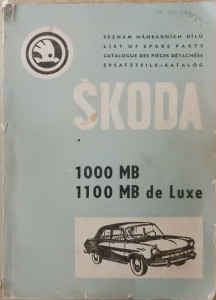 SEZNAM NÁHRADNÍCH DÍLŮ
LIST OF SPARE PARTS
CATALOGUE DES PIÈCES DÉTACHÉES
ERSATZTEILE - KATALOG
ŠKODA
1000 MB
1100 MB de Luxe